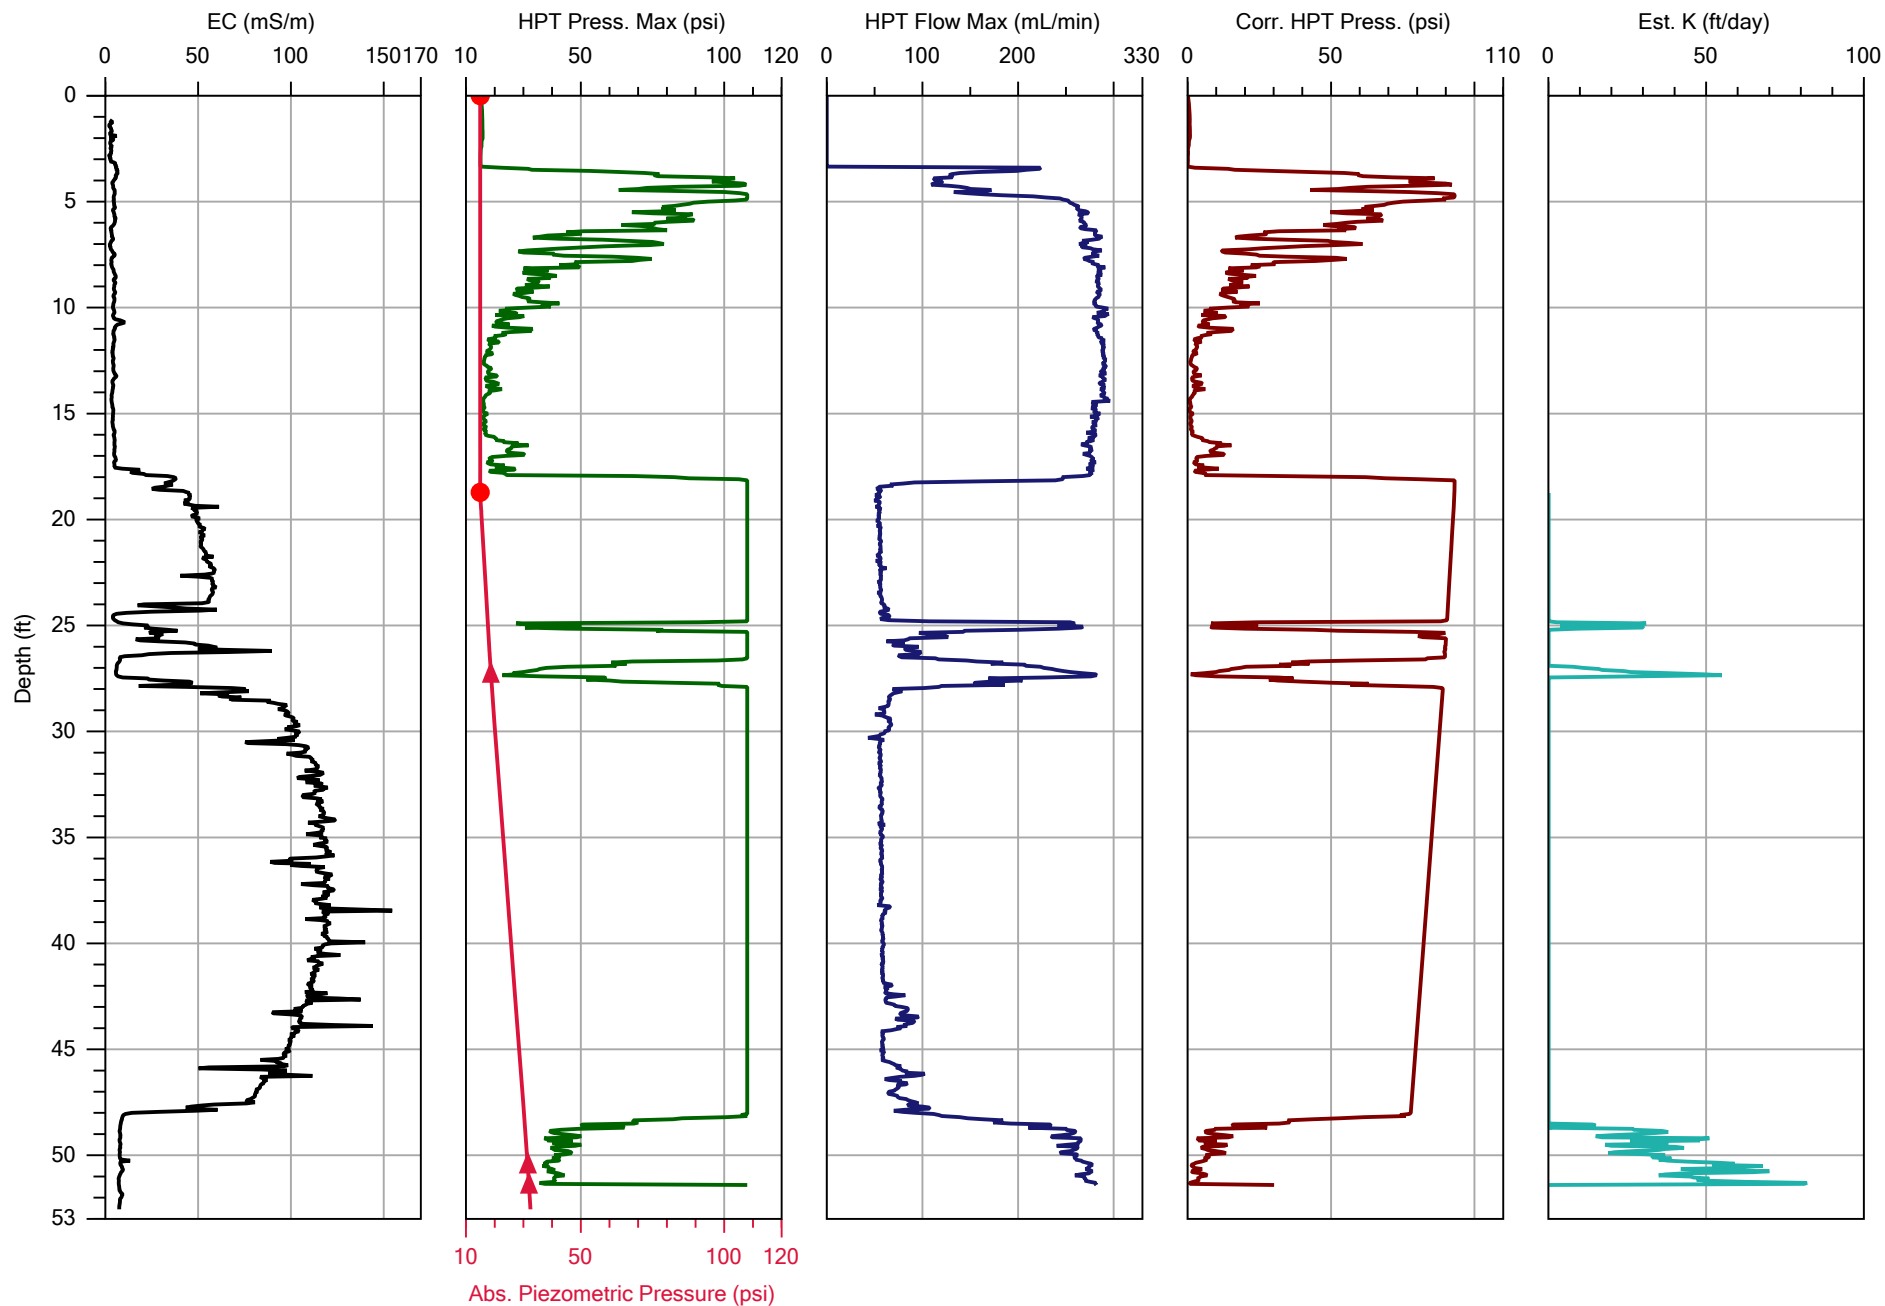 EC (mS/m) HPT Press. Max (psi) HPT Flow Max (mL/min) Corr. HPT Press. (psi) Est. K (ft/day)
0 50 100 150 170 10 50 100 120 0 100 200 330 0 50 110 0 50 100
0
5
10
15
20
25
30
35
40
45
50
53
Depth (ft)
10 50 100 120
Abs. Piezometric Pressure (psi)